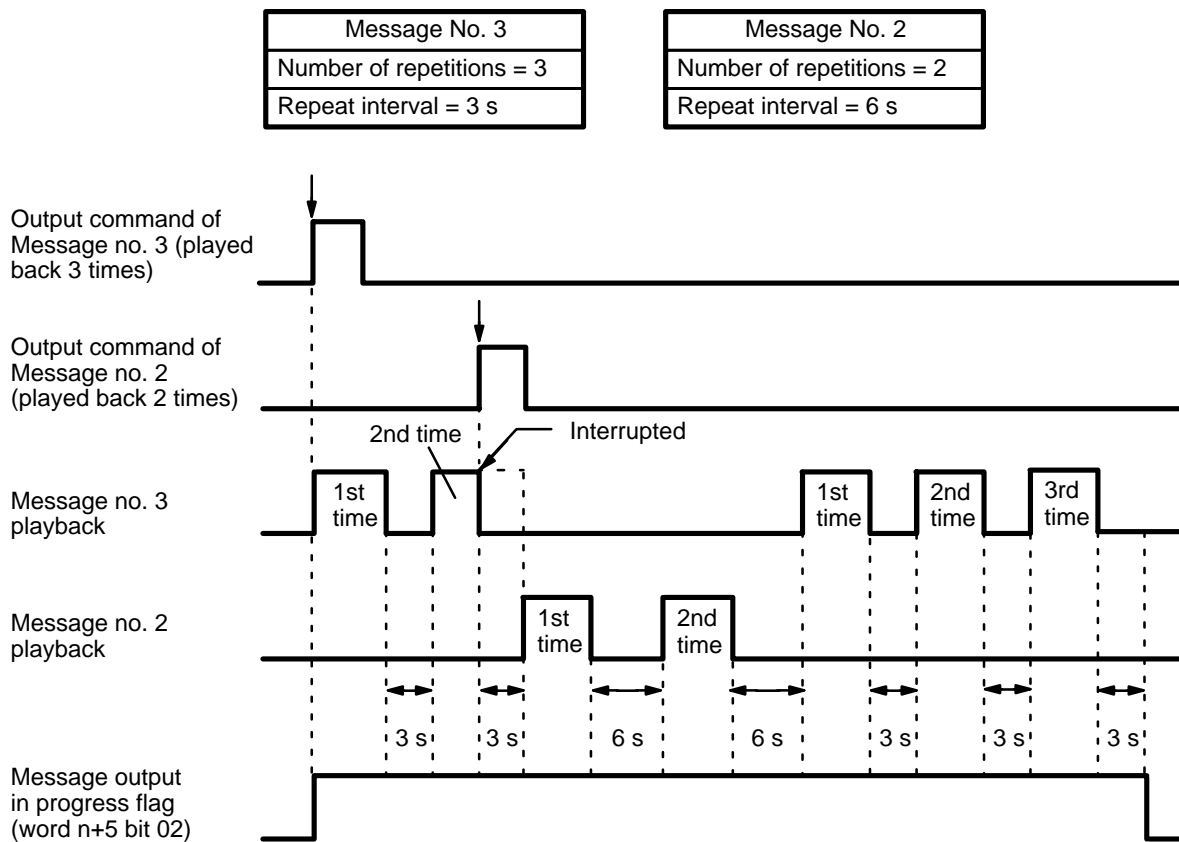 Message No. 3
Number of repetitions = 3
Repeat interval = 3 s
Message No. 2
Number of repetitions = 2
Repeat interval = 6 s
Output command of
Message no. 3 (played
back 3 times)
Output command of
Message no. 2
(played back 2 times)
2nd time
Interrupted
Message no. 3
playback
1st
time
1st
time
2nd
time
3rd
time
Message no. 2
playback
1st
time
2nd
time
3 s
3 s
6 s
6 s
3 s
3 s
3 s
Message output
in progress flag
(word n+5 bit 02)